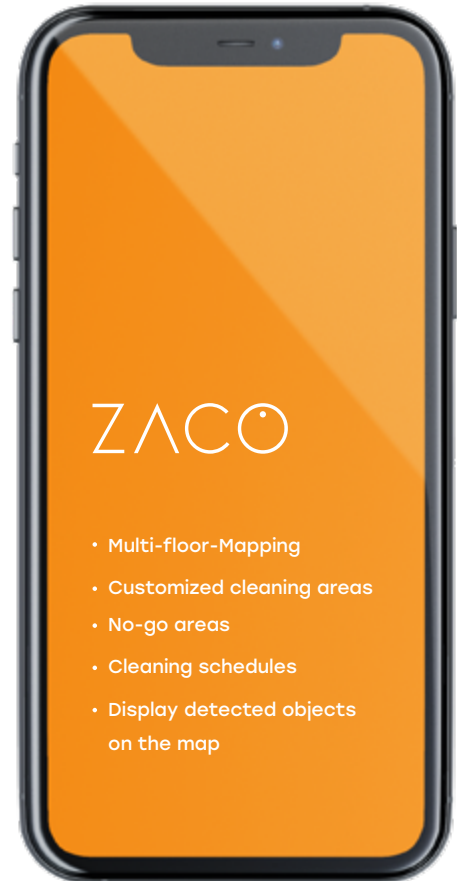 ZACO
• Multi-floor-Mapping
• Customized cleaning areas
• No-go areas
• Cleaning schedules
• Display detected objects
on the map